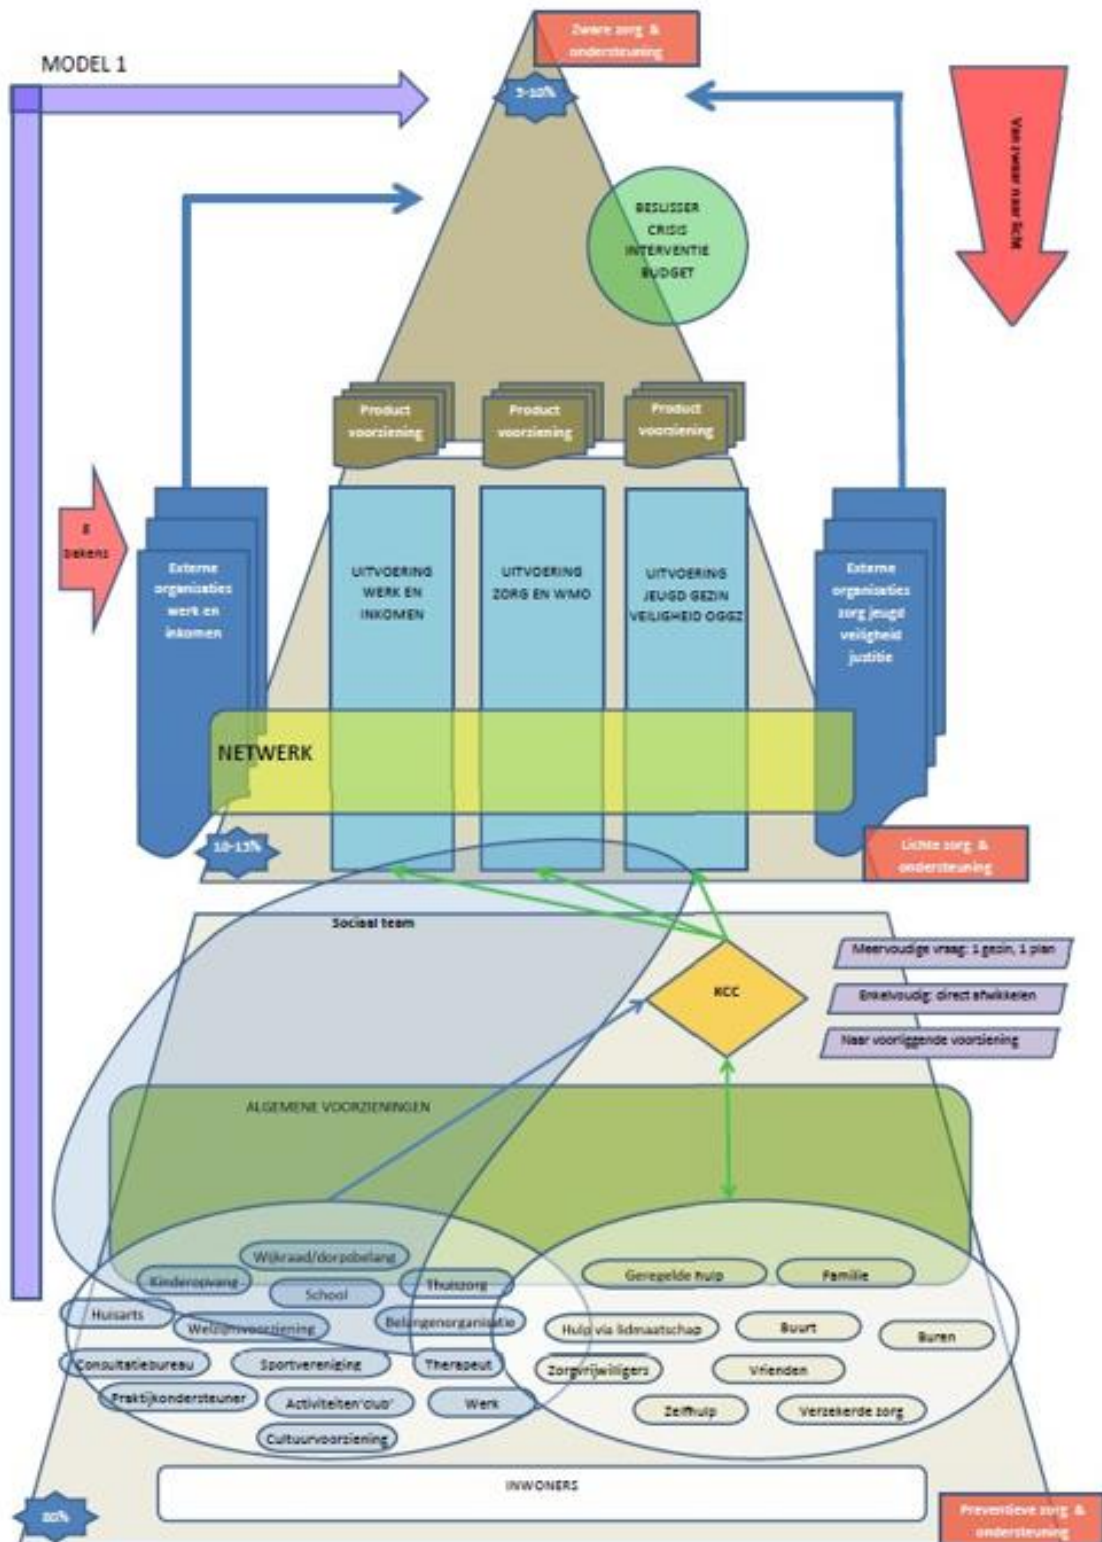 MODEL 1
Zware zorg &
ondersteuning
5-10%
Van zwaar naar licht
BESLISSER
CRISIS
INTERVENTIE
BUDGET
Product
voorziening
Product
voorziening
Product
voorziening
8
bakens
Externe
organisaties
werk en
inkomen
UITVOERING
WERK EN
INKOMEN
UITVOERING
ZORG EN WMO
UITVOERING
JEUGD GEZIN
VEILIGHEID OGGZ
Externe
organisaties
zorg jeugd
veiligheid
justitie
NETWERK
10-15%
Lichte zorg &
ondersteuning
Sociaal team
KCC
Meervoudige vraag: 1 gezin, 1 plan
Enkelvoudig: direct afwikkelen
Naar voorliggende voorziening
ALGEMENE VOORZIENINGEN
Wijkraad/dorpsbelang
Kinderopvang
School
Thuiszorg
Huisarts
Welzijnsvoorziening
Belangenorganisatie
Consultatiebureau
Sportvereniging
Therapeut
Praktijkondersteuner
Activiteiten'club'
Werk
Cultuurvoorziening
Geregelde hulp
Familie
Hulp via lidmaatschap
Buurt
Buren
Zorgvrijwilligers
Vrienden
Zelfhulp
Verzekerde zorg
INWONERS
80%
Preventieve zorg &
ondersteuning